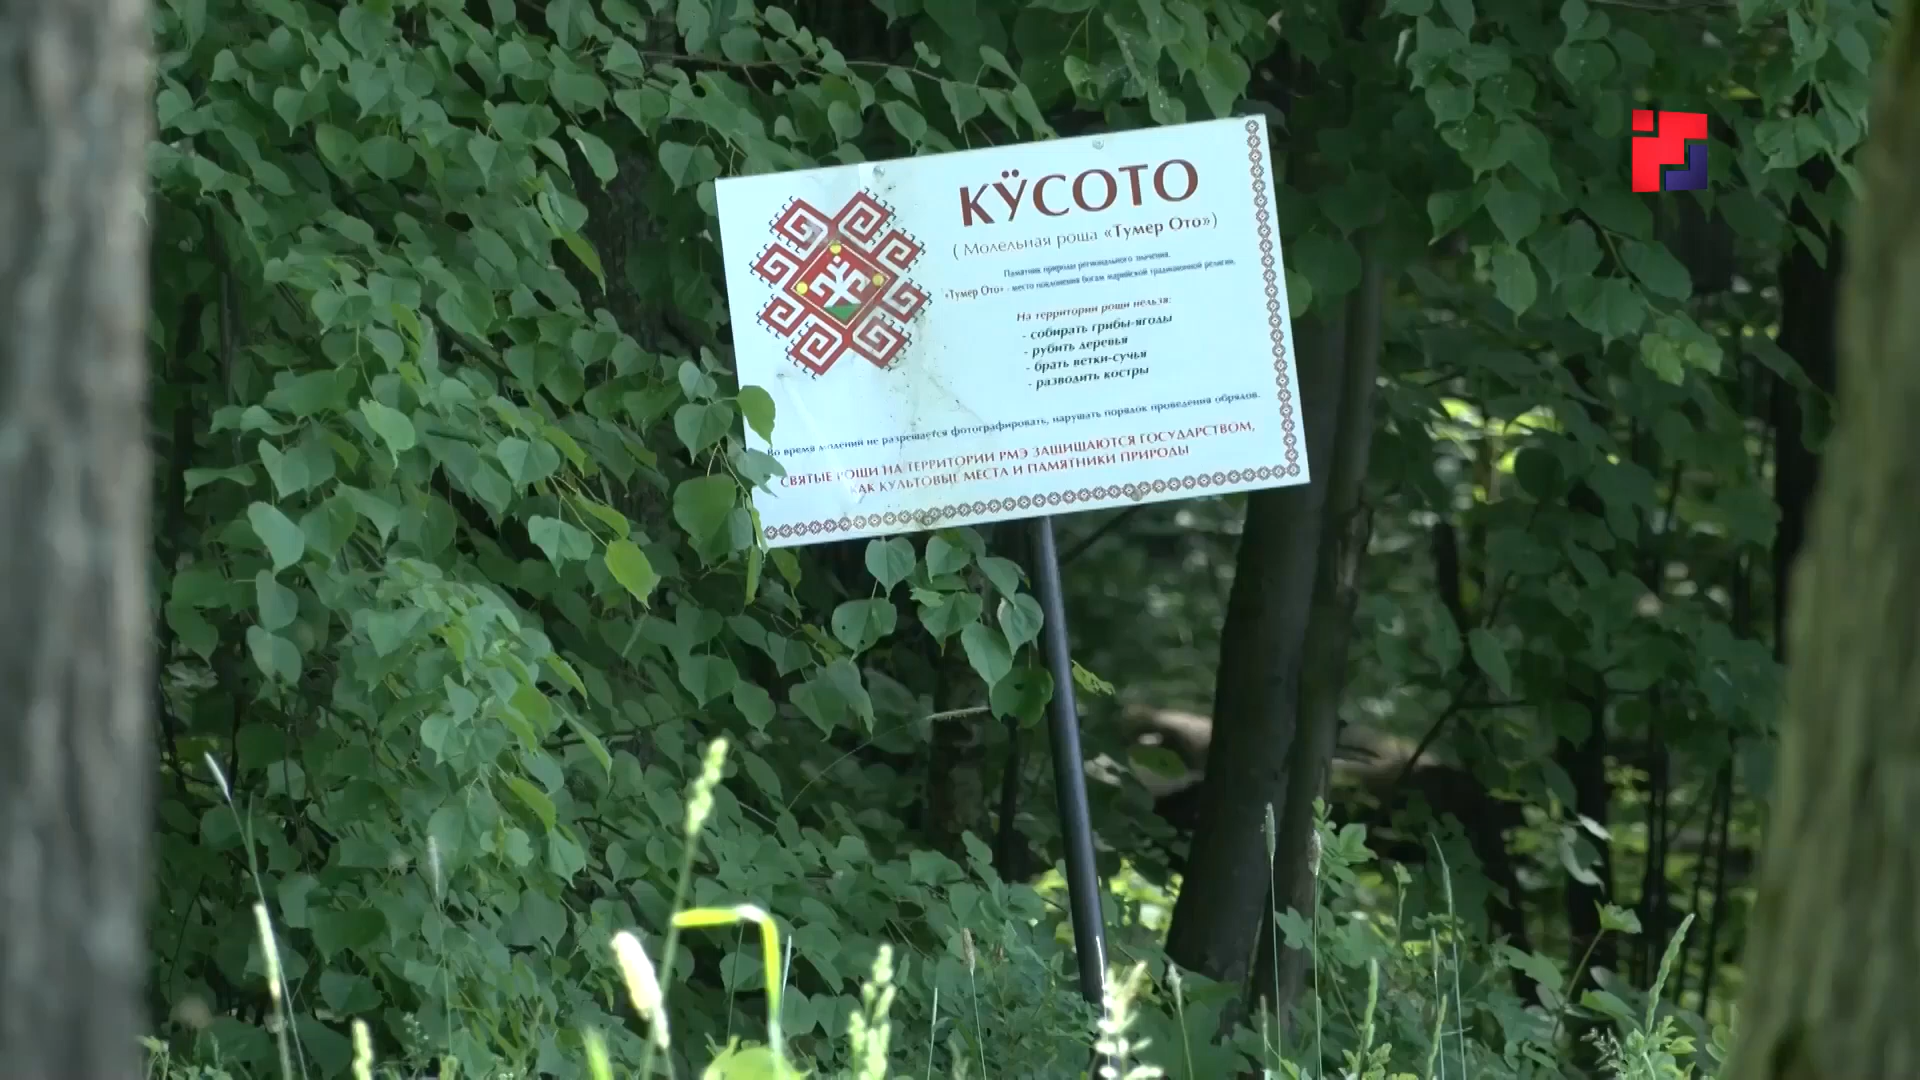 КӰСОТО
( Молельная роща «Тумер Ото»)
Памятник природы регионального значения.
«Тумер Ото» - место поклонения богам марийской традиционной религии.
На территории рощи нельзя:
- собирать грибы-ягоды
- рубить деревья
- брать ветки-сучья
- разводить костры
Во время молений не разрешается фотографировать, нарушать порядок проведения обрядов.
СВЯТЫЕ РОЩИ НА ТЕРРИТОРИИ РМЭ ЗАЩИЩАЮТСЯ ГОСУДАРСТВОМ,
КАК КУЛЬТОВЫЕ МЕСТА И ПАМЯТНИКИ ПРИРОДЫ